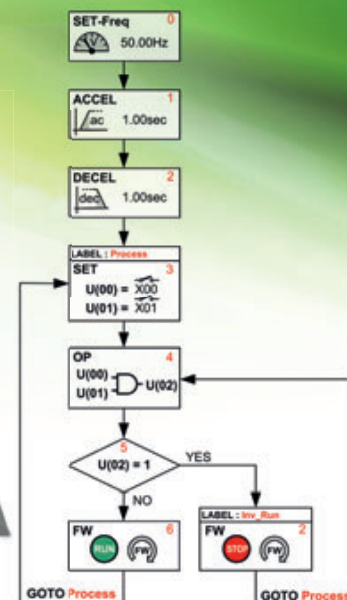 SET-Freq 0
50.00Hz
ACCEL 1
ac 1.00sec
DECEL 2
dec 1.00sec
LABEL : Process
SET 3
U(00) = X00
U(01) = X01
OP 4
U(00)
U(01) U(02)
5
U(02) = 1
YES
NO
FW 6
RUN FW
LABEL : Inv_Run
FW 2
STOP FW
GOTO Process
GOTO Process